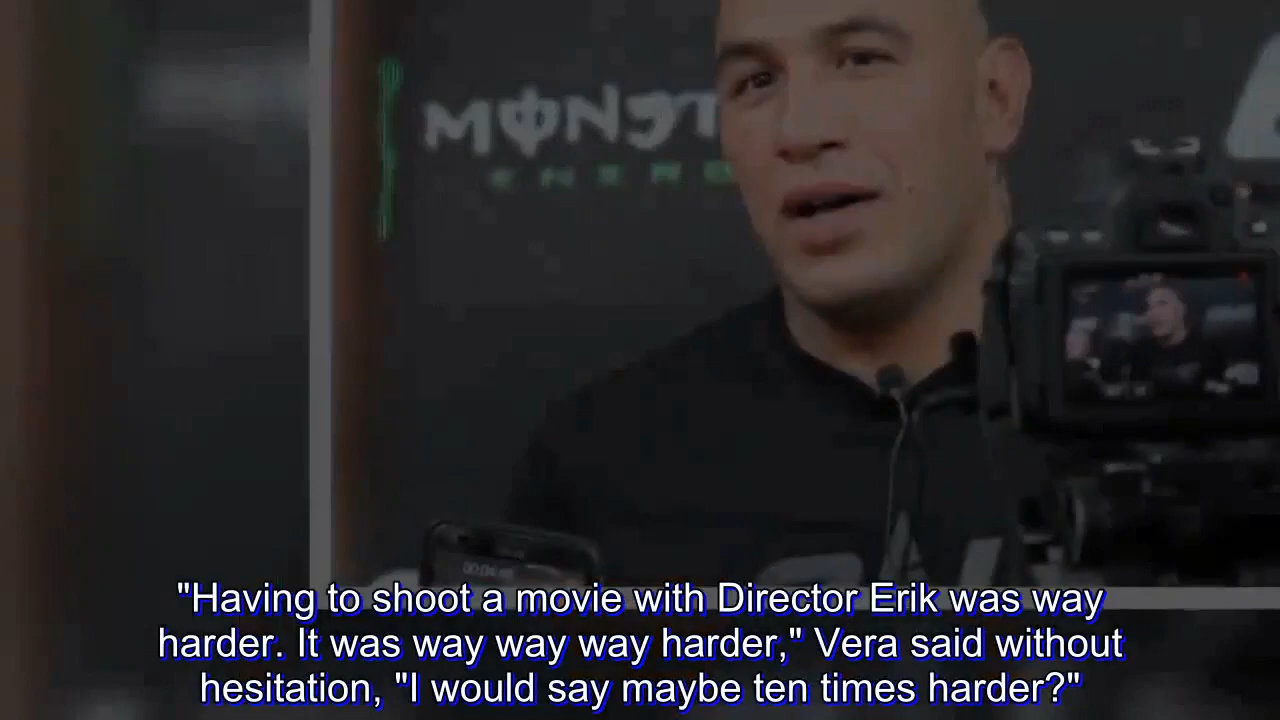 MONST
ENERG
"Having to shoot a movie with Director Erik was way
harder. It was way way way harder," Vera said without
hesitation, "I would say maybe ten times harder?"